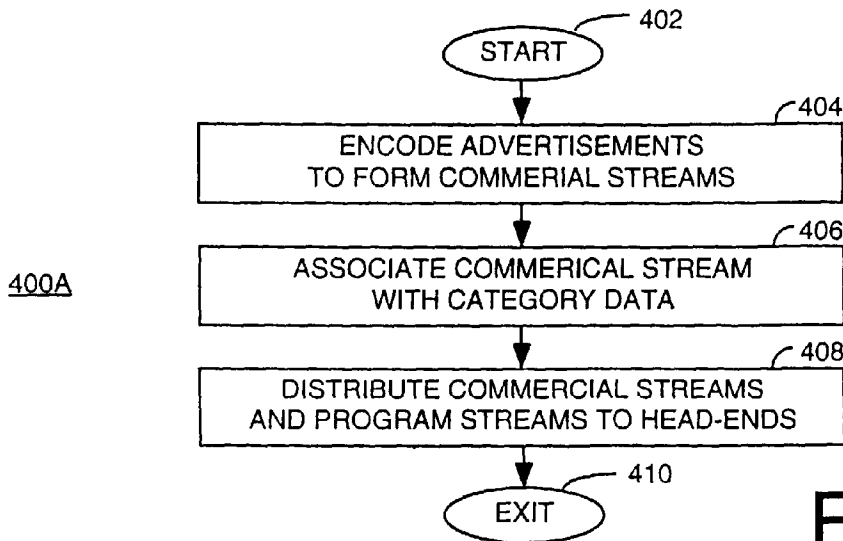 402
START
404
ENCODE ADVERTISEMENTS
TO FORM COMMERIAL STREAMS
406
400A
ASSOCIATE COMMERICAL STREAM
WITH CATEGORY DATA
408
DISTRIBUTE COMMERCIAL STREAMS
AND PROGRAM STREAMS TO HEAD-ENDS
410
EXIT